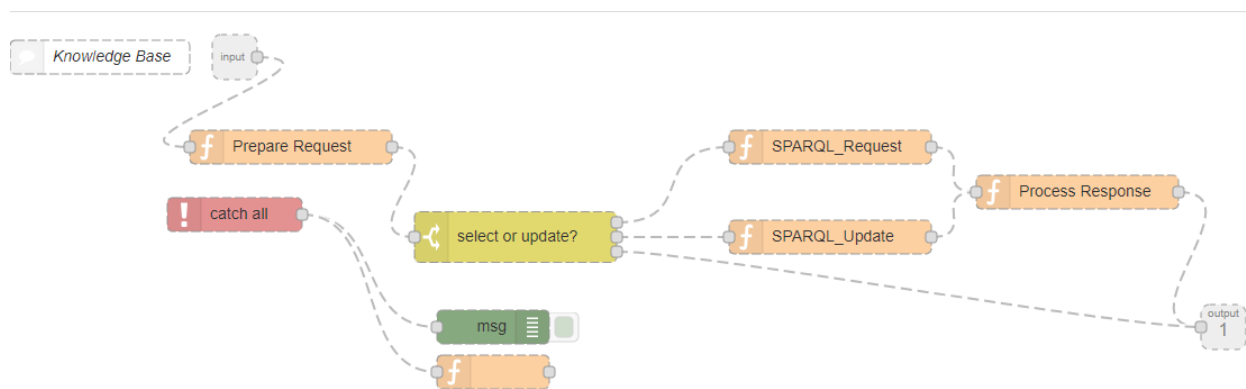 Knowledge Base
input
Prepare Request
SPARQL_Request
Process Response
catch all
select or update?
SPARQL_Update
output
1
msg